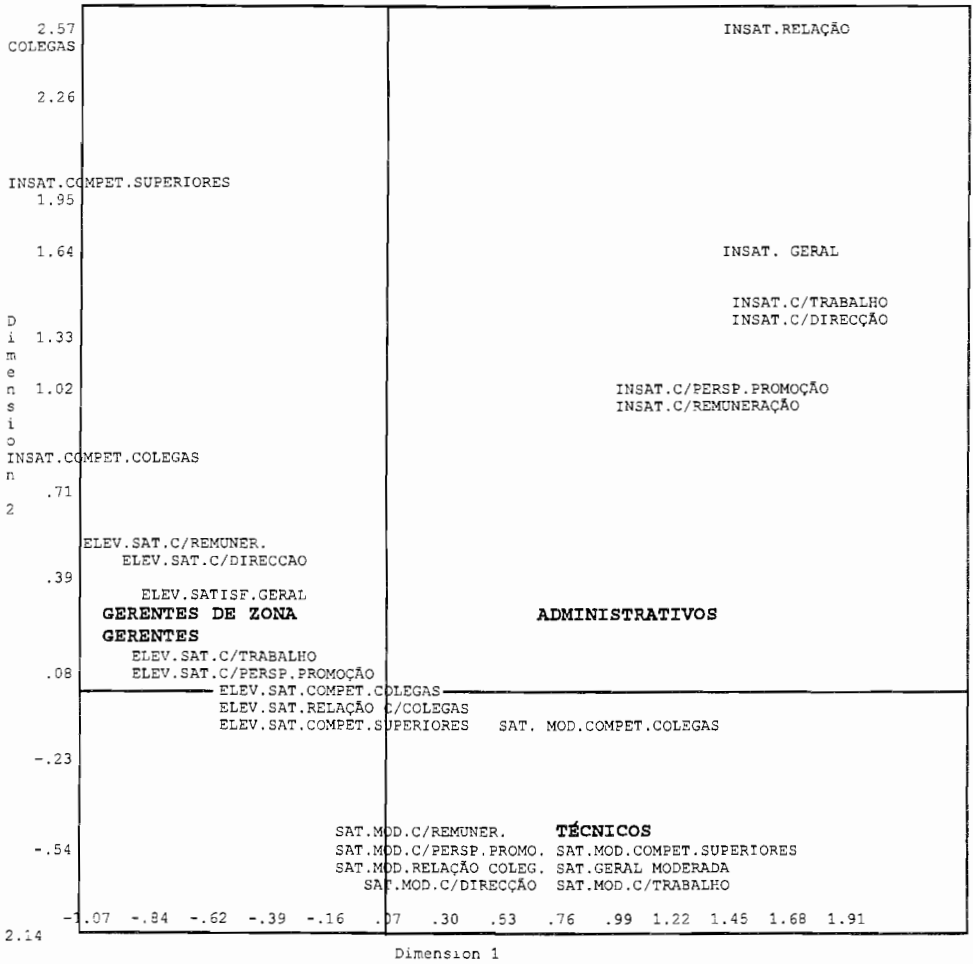 2.57 INSAT.RELAÇÃO
COLEGAS
2.26
INSAT.COMPET.SUPERIORES
1.95
1.64 INSAT. GERAL
INSAT.C/TRABALHO
INSAT.C/DIRECÇÃO
1.33
1.02 INSAT.C/PERSP.PROMOÇÃO
INSAT.C/REMUNERAÇÃO
Dimension 2
INSAT.COMPET.COLEGAS
.71
ELEV.SAT.C/REMUNER.
ELEV.SAT.C/DIRECCAO
.39
ELEV.SATISF.GERAL
GERENTES DE ZONA ADMINISTRATIVOS
GERENTES
ELEV.SAT.C/TRABALHO
.08 ELEV.SAT.C/PERSP.PROMOÇÃO
ELEV.SAT.COMPET.COLEGAS
ELEV.SAT.RELAÇÃO C/COLEGAS
ELEV.SAT.COMPET.SUPERIORES SAT. MOD.COMPET.COLEGAS
-.23
SAT.MOD.C/REMUNER. TÉCNICOS
-.54 SAT.MOD.C/PERSP.PROMO. SAT.MOD.COMPET.SUPERIORES
SAT.MOD.RELAÇÃO COLEG. SAT.GERAL MODERADA
SAT.MOD.C/DIRECÇÃO SAT.MOD.C/TRABALHO
-1.07 -.84 -.62 -.39 -.16 .07 .30 .53 .76 .99 1.22 1.45 1.68 1.91
2.14
Dimension 1